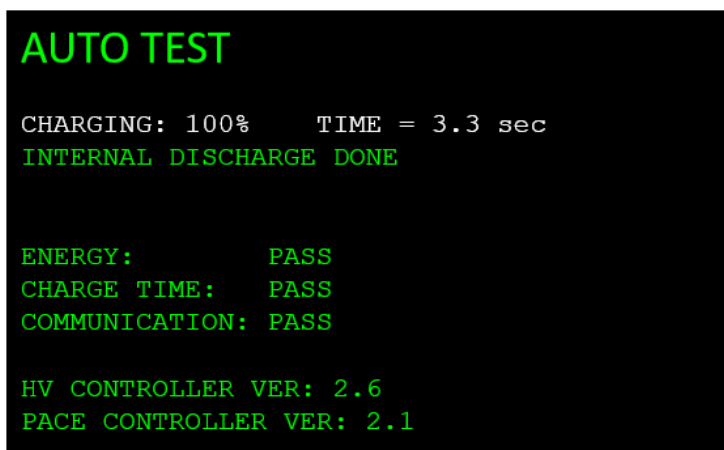 AUTO TEST
CHARGING: 100% TIME = 3.3 sec
INTERNAL DISCHARGE DONE
ENERGY: PASS
CHARGE TIME: PASS
COMMUNICATION: PASS
HV CONTROLLER VER: 2.6
PACE CONTROLLER VER: 2.1